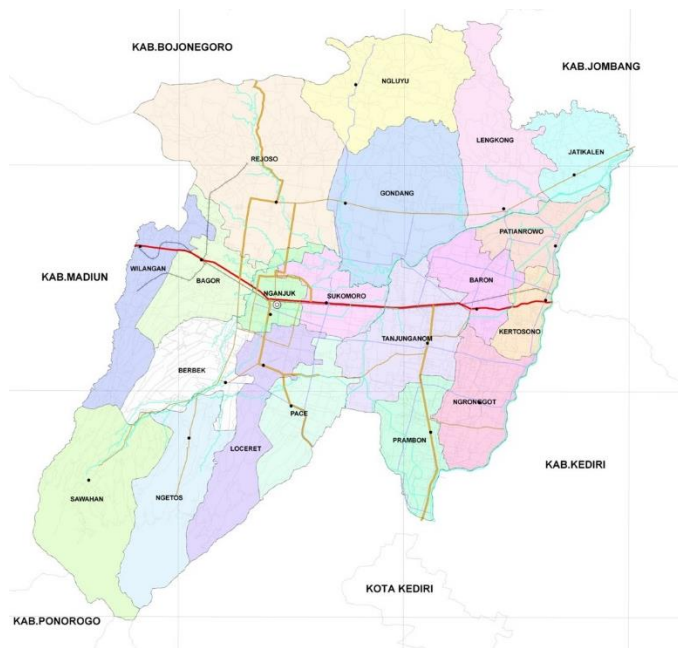 KAB.BOJONEGORO
KAB.JOMBANG
NGLUYU
LENGKONG
JATIKALEN
REJOSO
GONDANG
PATIANROWO
WILANGAN
KAB.MADIUN
BAGOR
NGANJUK
SUKOMORO
BARON
KERTOSONO
TANJUNGANOM
BERBEK
PACE
NGRONGGOT
PRAMBON
LOCERET
KAB.KEDIRI
SAWAHAN
NGETOS
KOTA KEDIRI
KAB.PONOROGO